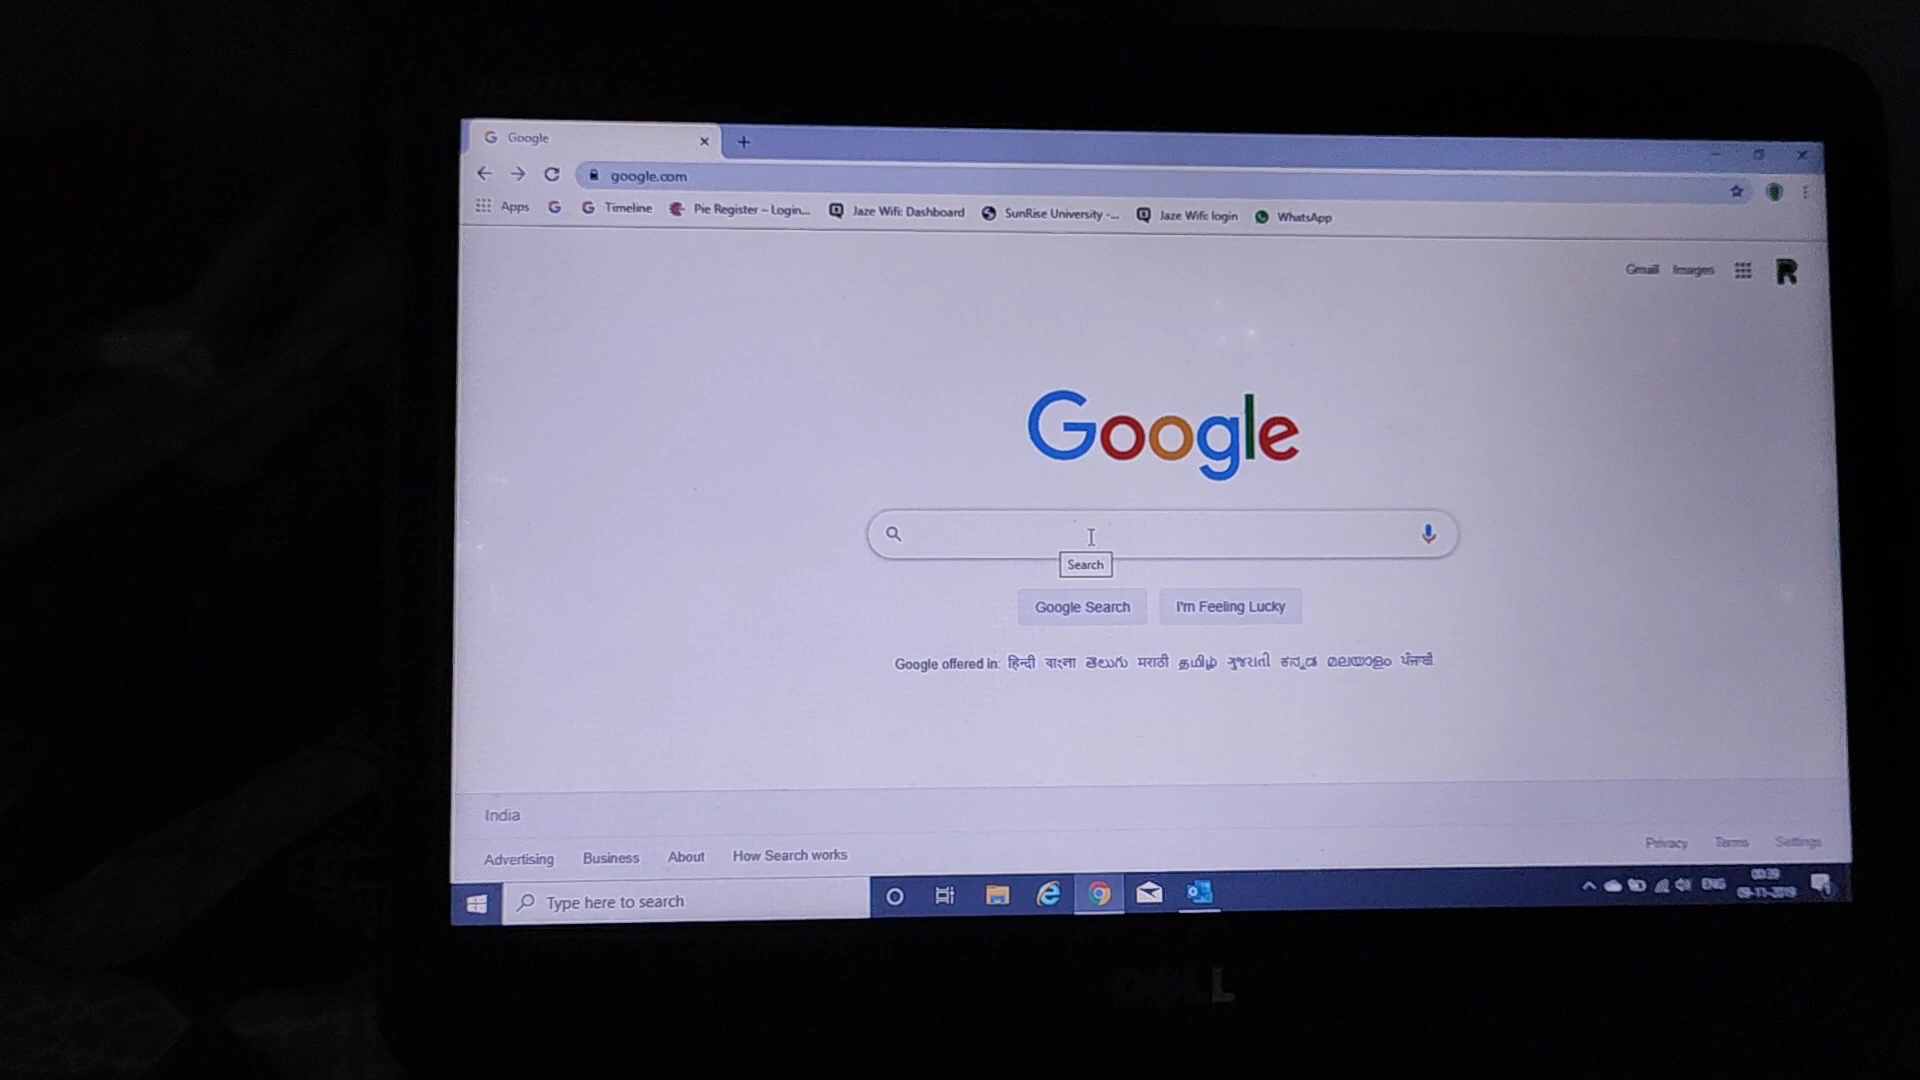 Google
google.com
Apps Timeline Pie Register – Login... Jaze Wifi: Dashboard SunRise University -... Jaze Wifi: login WhatsApp
Gmail Images R
Google
Search
Google Search I'm Feeling Lucky
Google offered in: हिन्दी বাংলা తెలుగు मराठी தமிழ் ગુજરાતી ಕನ್ನಡ മലയാളം ਪੰਜਾਬੀ
India
Advertising Business About How Search works Privacy Terms Settings
Type here to search ENG
DELL